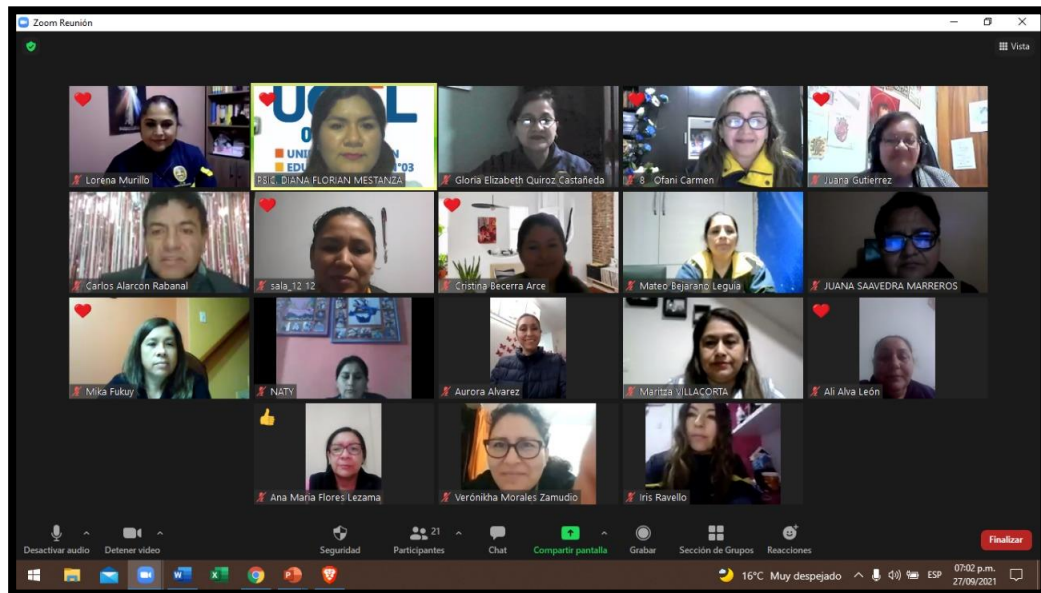 Zoom Reunión
Vista
Lorena Murillo
PSIC. DIANA FLORIAN MESTANZA
N°03
Gloria Elizabeth Quiroz Castañeda
8 Ofani Carmen
Juana Gutierrez
Carlos Alarcón Rabanal
sala_12 12
Cristina Becerra Arce
Mateo Bejarano Leguia
JUANA SAAVEDRA MARREROS
Mika Fukuy
NATY
Aurora Alvarez
Maritza VILLACORTA
Ali Alva León
Ana Maria Flores Lezama
Verónikha Morales Zamudio
Iris Ravello
Desactivar audio
Detener video
Seguridad
Participantes
21
Chat
Compartir pantalla
Grabar
Sección de Grupos
Reacciones
Finalizar
16°C Muy despejado
ESP
07:02 p.m.
27/09/2021